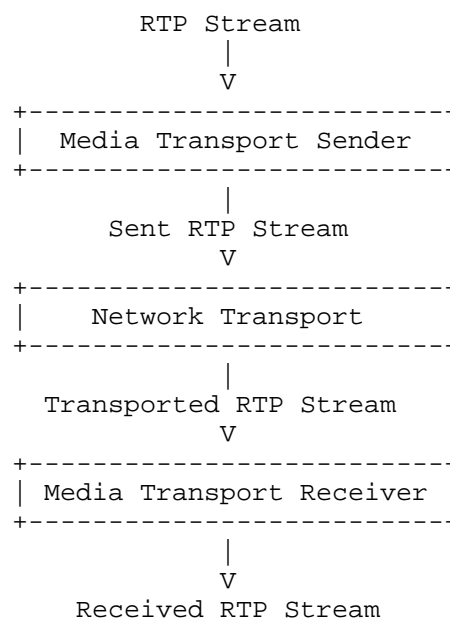 RTP Stream
|
V
+---------------------------
| Media Transport Sender
+---------------------------
|
Sent RTP Stream
V
+---------------------------
| Network Transport
+---------------------------
|
Transported RTP Stream
V
+---------------------------
| Media Transport Receiver
+---------------------------
|
V
Received RTP Stream